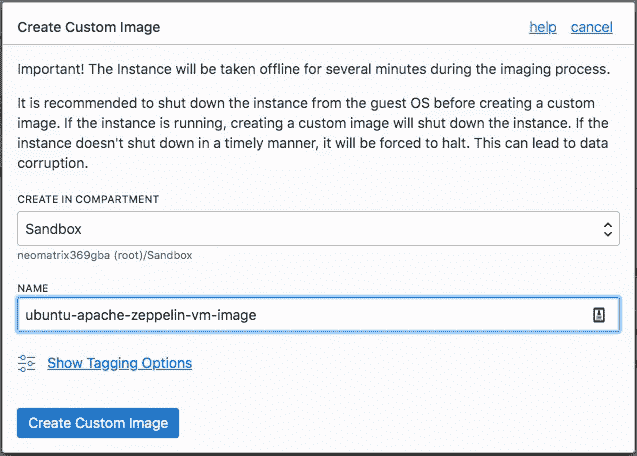 Create Custom Image
help cancel
Important! The Instance will be taken offline for several minutes during the imaging process.
It is recommended to shut down the instance from the guest OS before creating a custom
image. If the instance is running, creating a custom image will shut down the instance. If the
instance doesn't shut down in a timely manner, it will be forced to halt. This can lead to data
corruption.
CREATE IN COMPARTMENT
Sandbox
neomatrix369gba (root)/Sandbox
NAME
ubuntu-apache-zeppelin-vm-image
Show Tagging Options
Create Custom Image